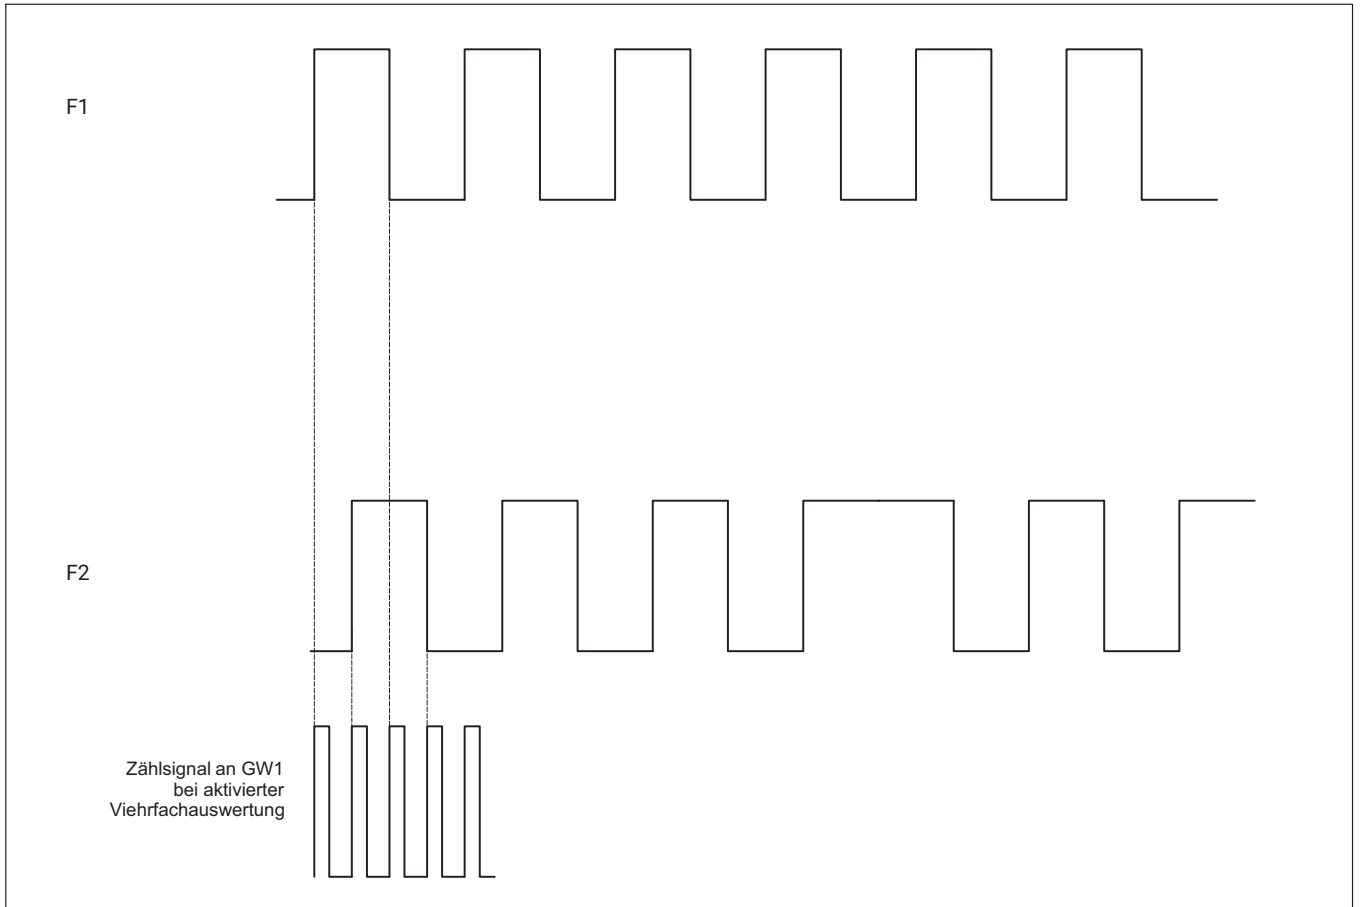 F1
F2
Zählsignal an GW1
bei aktivierter
Viehrfachauswertung